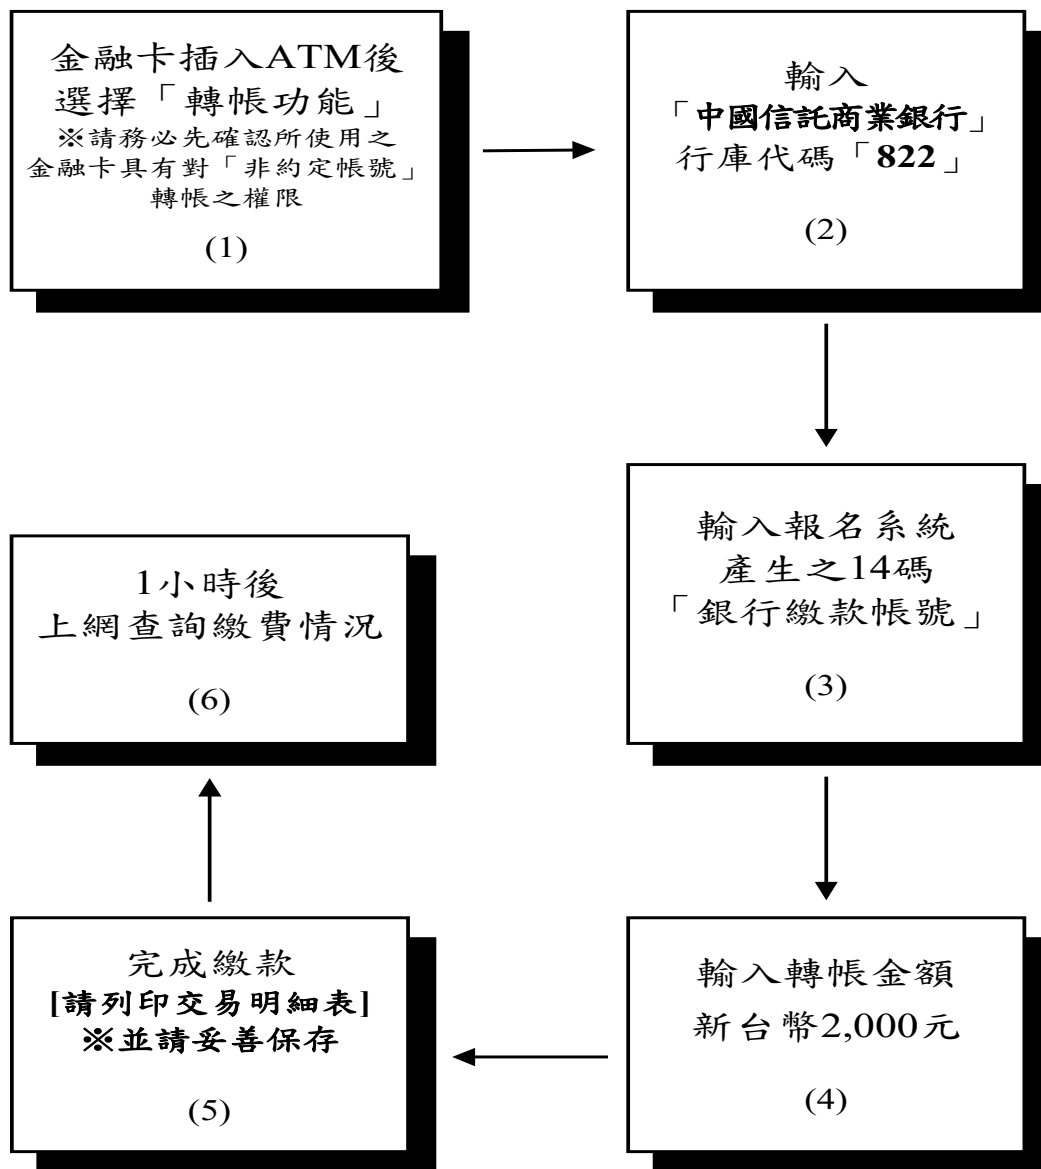 金融卡插入ATM後
選擇「轉帳功能」
※請務必先確認所使用之
金融卡具有對「非約定帳號」
轉帳之權限
(1)
輸入
「中國信託商業銀行」
行庫代碼「822」
(2)
輸入報名系統
產生之14碼
「銀行繳款帳號」
(3)
輸入轉帳金額
新台幣2,000元
(4)
完成繳款
[請列印交易明細表]
※並請妥善保存
(5)
1小時後
上網查詢繳費情況
(6)